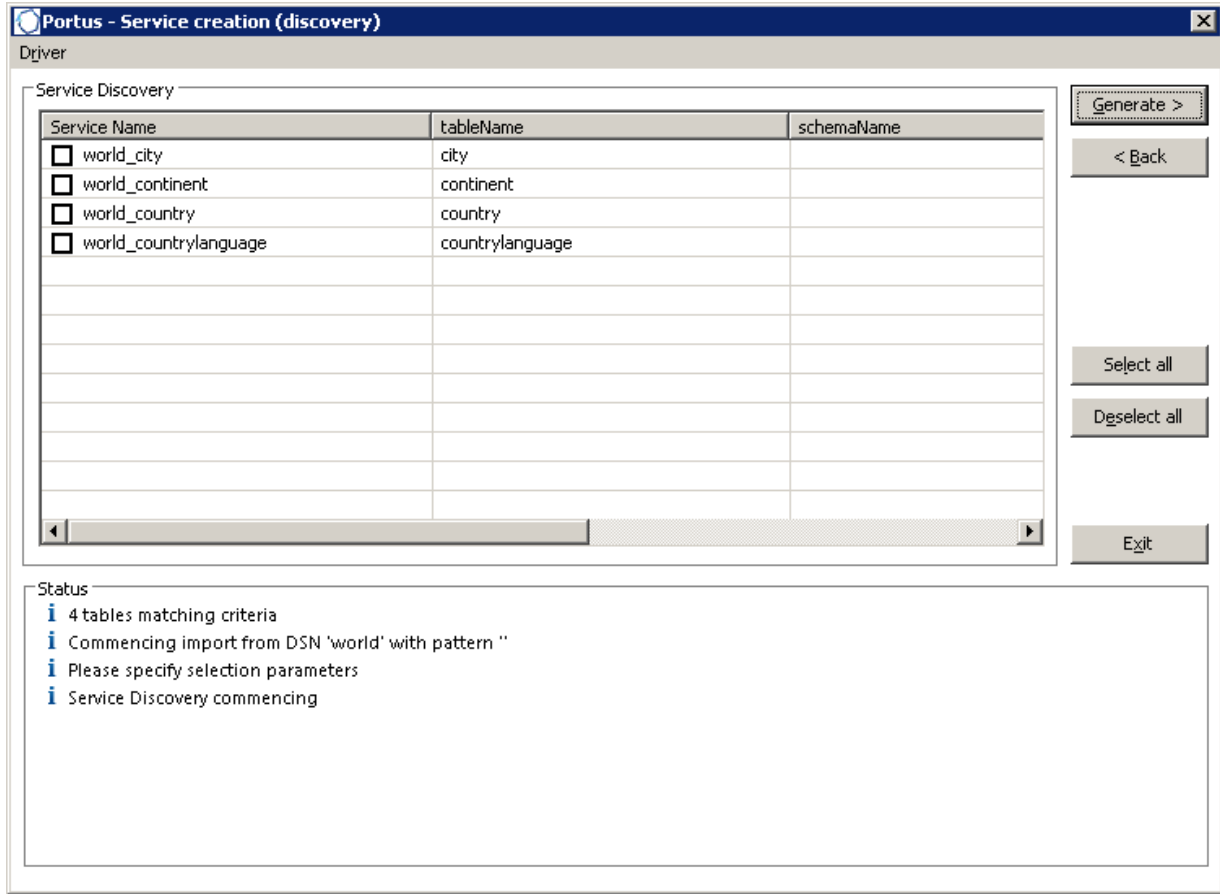 Portus - Service creation (discovery)
Driver
Service Discovery
Service Name tableName schemaName
world_city city
world_continent continent
world_country country
world_countrylanguage countrylanguage
Generate >
< Back
Select all
Deselect all
Exit
Status
i 4 tables matching criteria
i Commencing import from DSN 'world' with pattern ''
i Please specify selection parameters
i Service Discovery commencing